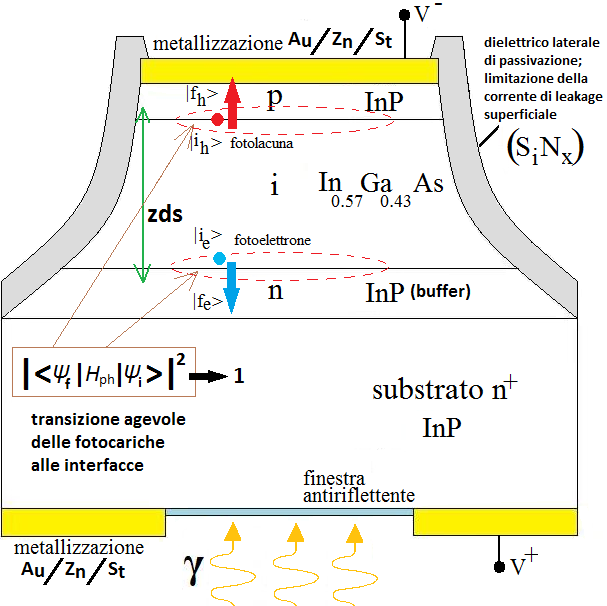 V⁻
metallizzazione Au/Zn/St
dielettrico laterale
di passivazione;
limitazione della
corrente di leakage
superficiale
(SiNx)
|fh>
p
InP
|ih> fotolacuna
i
In0.57Ga0.43As
zds
|ie> fotoelettrone
n
InP (buffer)
|fe>
|<Ψf|Hph|Ψi>|² → 1
transizione agevole
delle fotocariche
alle interfacce
substrato n⁺
InP
finestra
antiriflettente
metallizzazione
Au/Zn/St
γ
V⁺